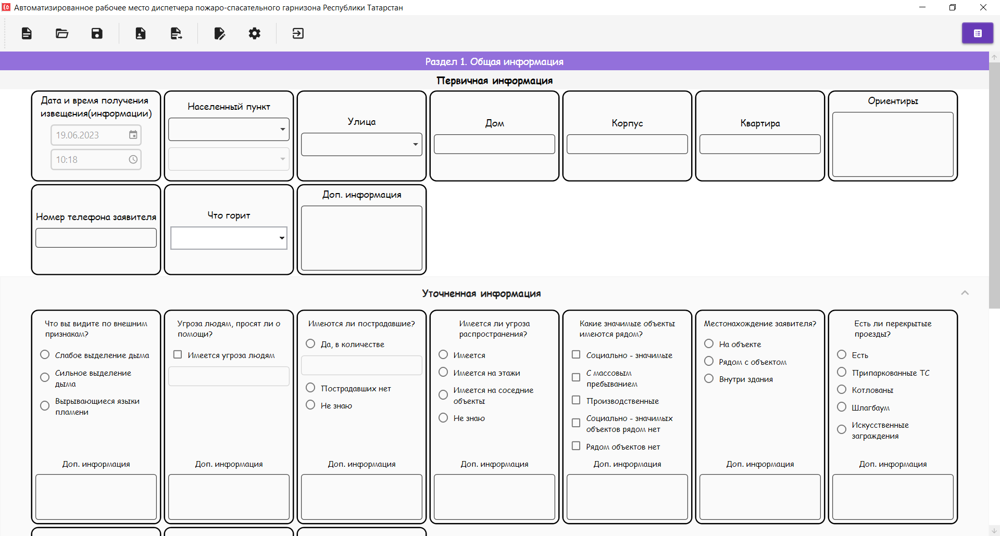 Автоматизированное рабочее место диспетчера пожаро-спасательного гарнизона Республики Татарстан
Раздел 1. Общая информация
Первичная информация
Дата и время получения
извещения(информации)
19.06.2023
10:18
Населенный пункт
Улица
Дом
Корпус
Квартира
Ориентиры
Номер телефона заявителя
Что горит
Доп. информация
Уточненная информация
Что вы видите по внешним
признакам?
Слабое выделение дыма
Сильное выделение
дыма
Вырывающиеся языки
пламени
Доп. информация
Угроза людям, просят ли о
помощи?
Имеется угроза людям
Доп. информация
Имеются ли пострадавшие?
Да, в количестве
Пострадавших нет
Не знаю
Доп. информация
Имеется ли угроза
распространения?
Имеется
Имеется на этажи
Имеется на соседние
объекты
Не знаю
Доп. информация
Какие значимые объекты
имеются рядом?
Социально - значимые
С массовым
пребыванием
Производственные
Социально - значимых
объектов рядом нет
Рядом объектов нет
Доп. информация
Местонахождение заявителя?
На объекте
Рядом с объектом
Внутри здания
Доп. информация
Есть ли перекрытые
проезды?
Есть
Припаркованные ТС
Котлованы
Шлагбаум
Искусственные
заграждения
Доп. информация